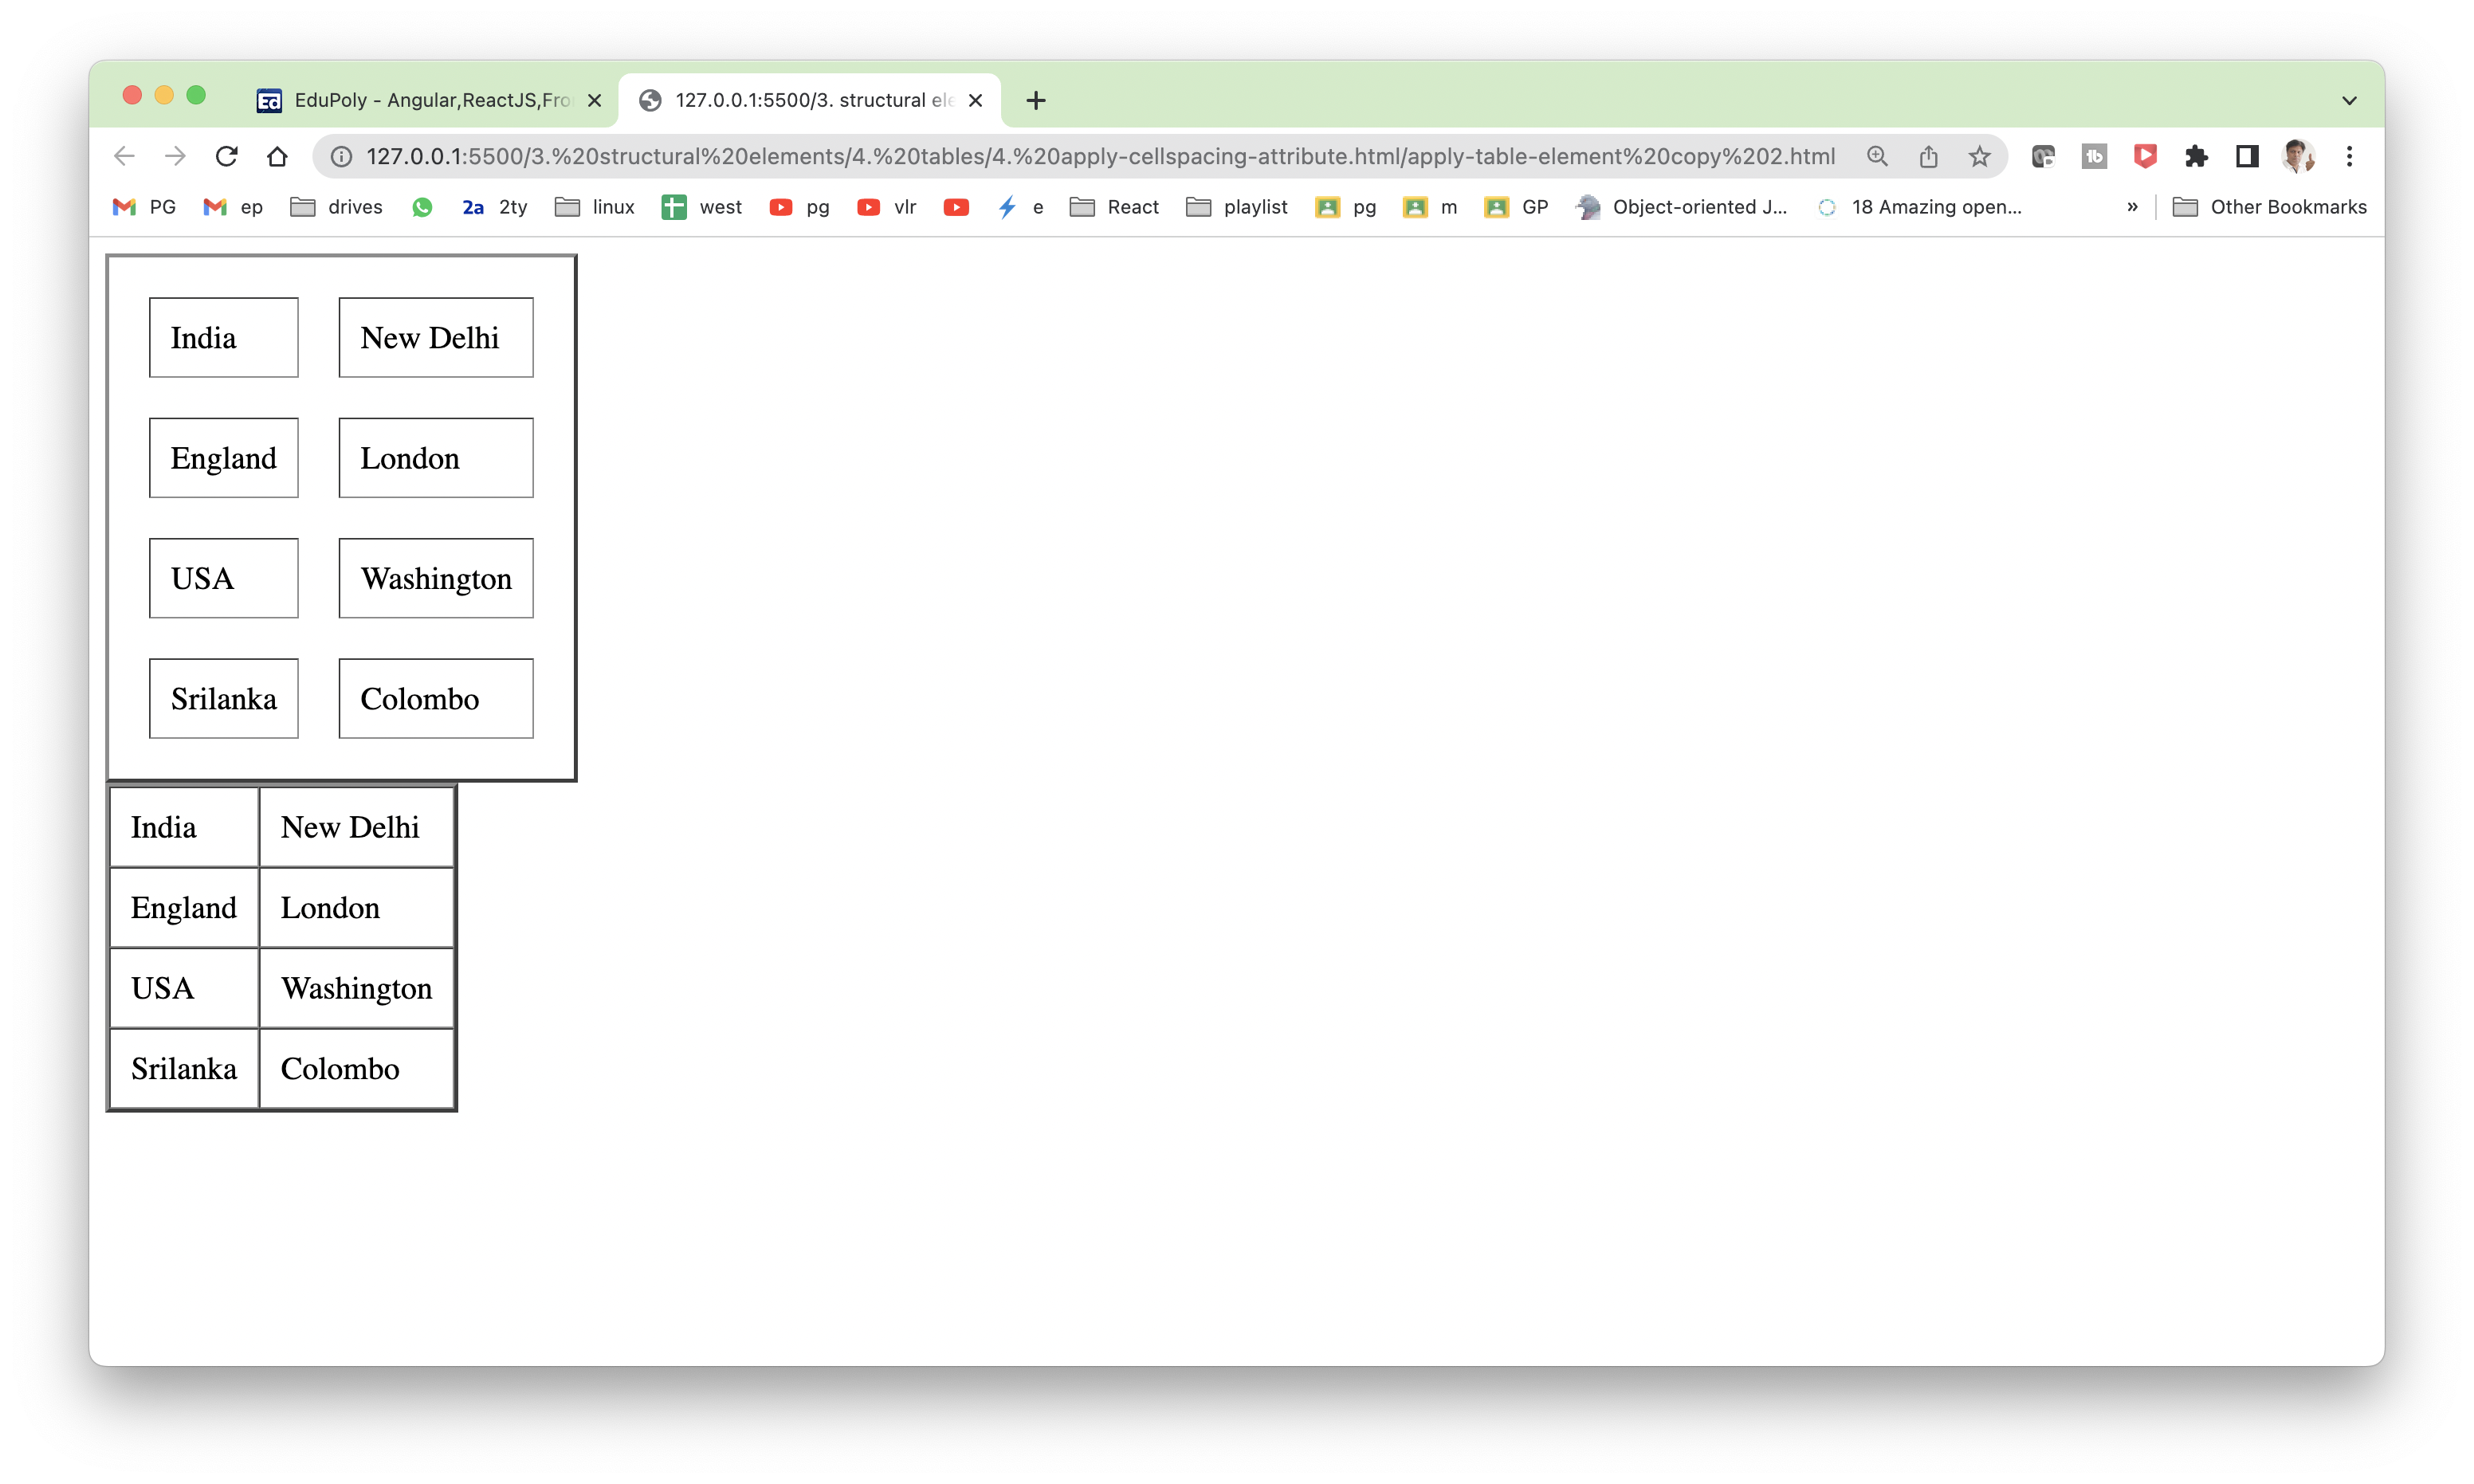 EduPoly - Angular,ReactJS,Fro
127.0.0.1:5500/3. structural ele
127.0.0.1:5500/3.%20structural%20elements/4.%20tables/4.%20apply-cellspacing-attribute.html/apply-table-element%20copy%202.html
PG ep drives 2a 2ty linux west pg vlr e React playlist pg m GP Object-oriented J... 18 Amazing open... » Other Bookmarks
India New Delhi
England London
USA Washington
Srilanka Colombo
India New Delhi
England London
USA Washington
Srilanka Colombo